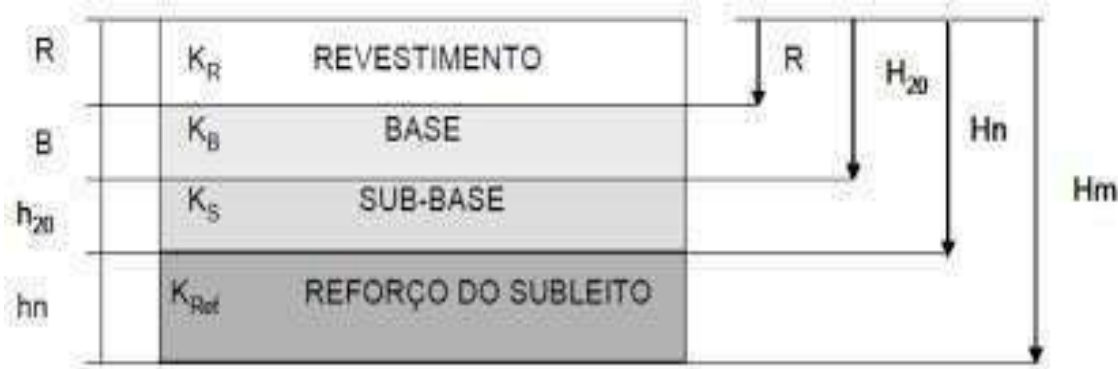 R K_R REVESTIMENTO R H_20
B K_B BASE Hn
h_20 K_S SUB-BASE Hm
hn K_Ref REFORÇO DO SUBLEITO